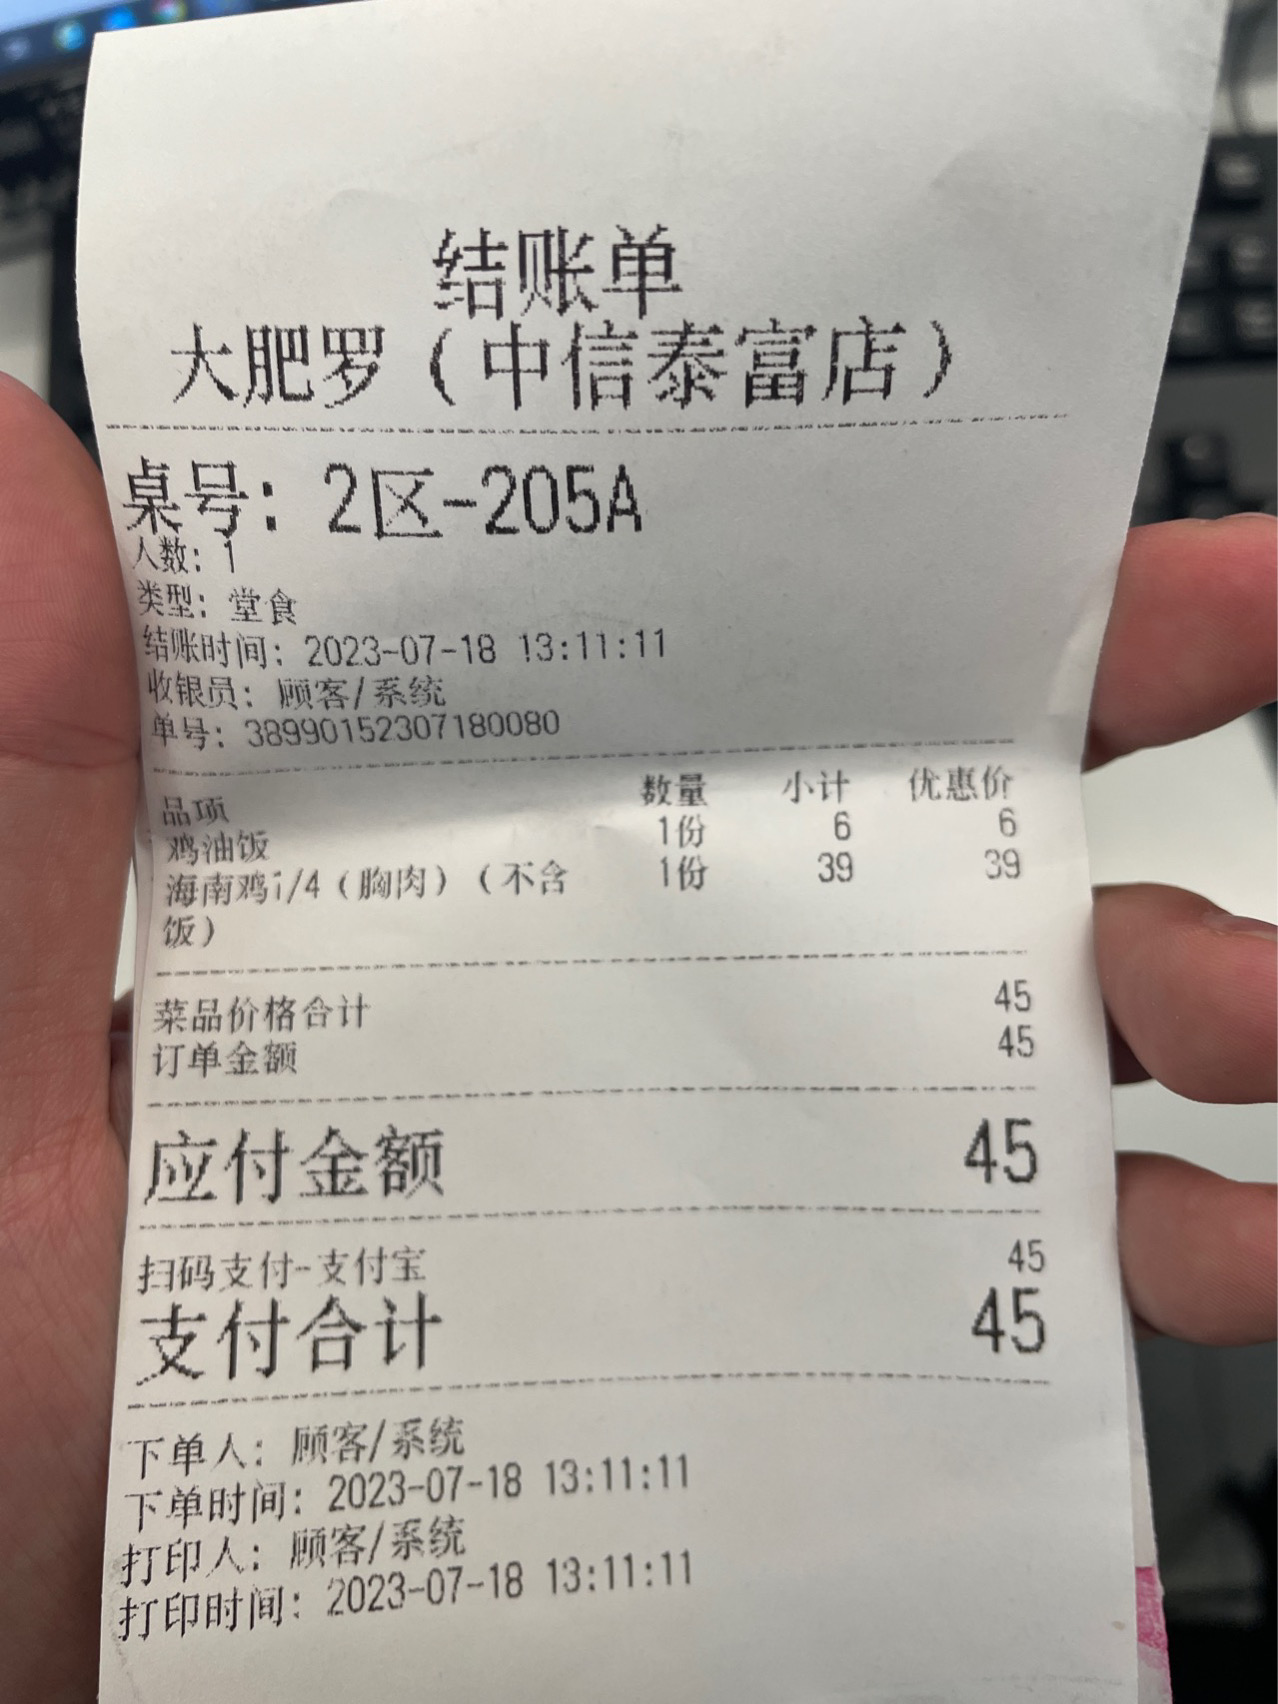 结账单
大肥罗（中信泰富店）
桌号：2区-205A
人数：1
类型：堂食
结账时间：2023-07-18 13:11:11
收银员：顾客/系统
单号：38990152307180080
品项 数量 小计 优惠价
鸡油饭 1份 6 6
海南鸡1/4（胸肉）（不含 1份 39 39
饭）
菜品价格合计 45
订单金额 45
应付金额 45
扫码支付-支付宝 45
支付合计 45
下单人：顾客/系统
下单时间：2023-07-18 13:11:11
打印人：顾客/系统
打印时间：2023-07-18 13:11:11